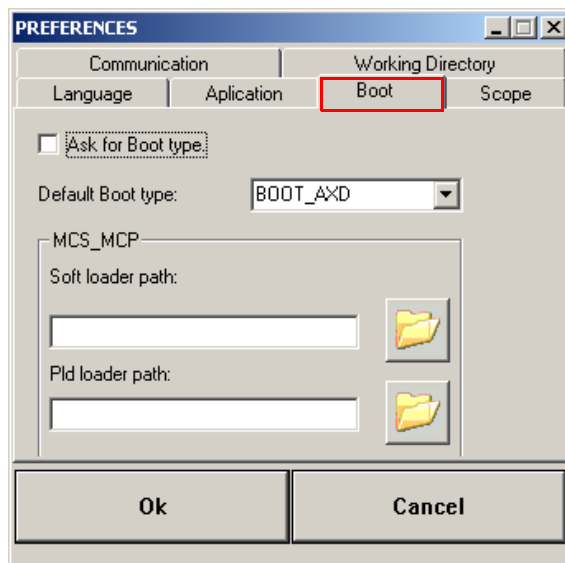 PREFERENCES
Communication
Working Directory
Language
Aplication
Boot
Scope
Ask for Boot type.
Default Boot type:
BOOT_AXD
MCS_MCP
Soft loader path:
Pld loader path:
Ok
Cancel